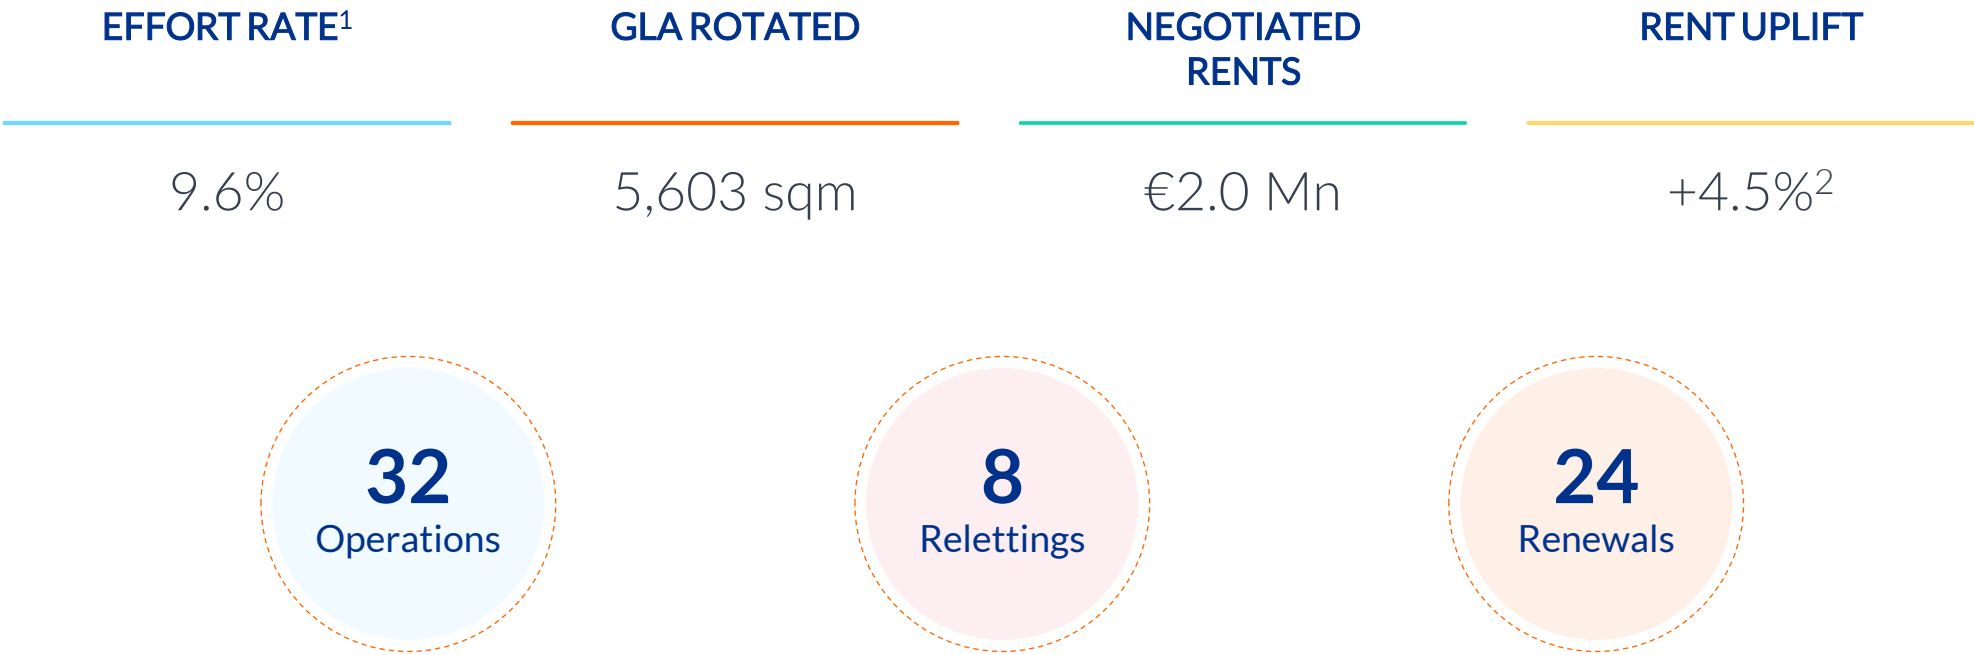 EFFORT RATE¹
GLA ROTATED
NEGOTIATED
RENTS
RENT UPLIFT
9.6%
5,603 sqm
€2.0 Mn
+4.5%²
32
Operations
8
Relettings
24
Renewals